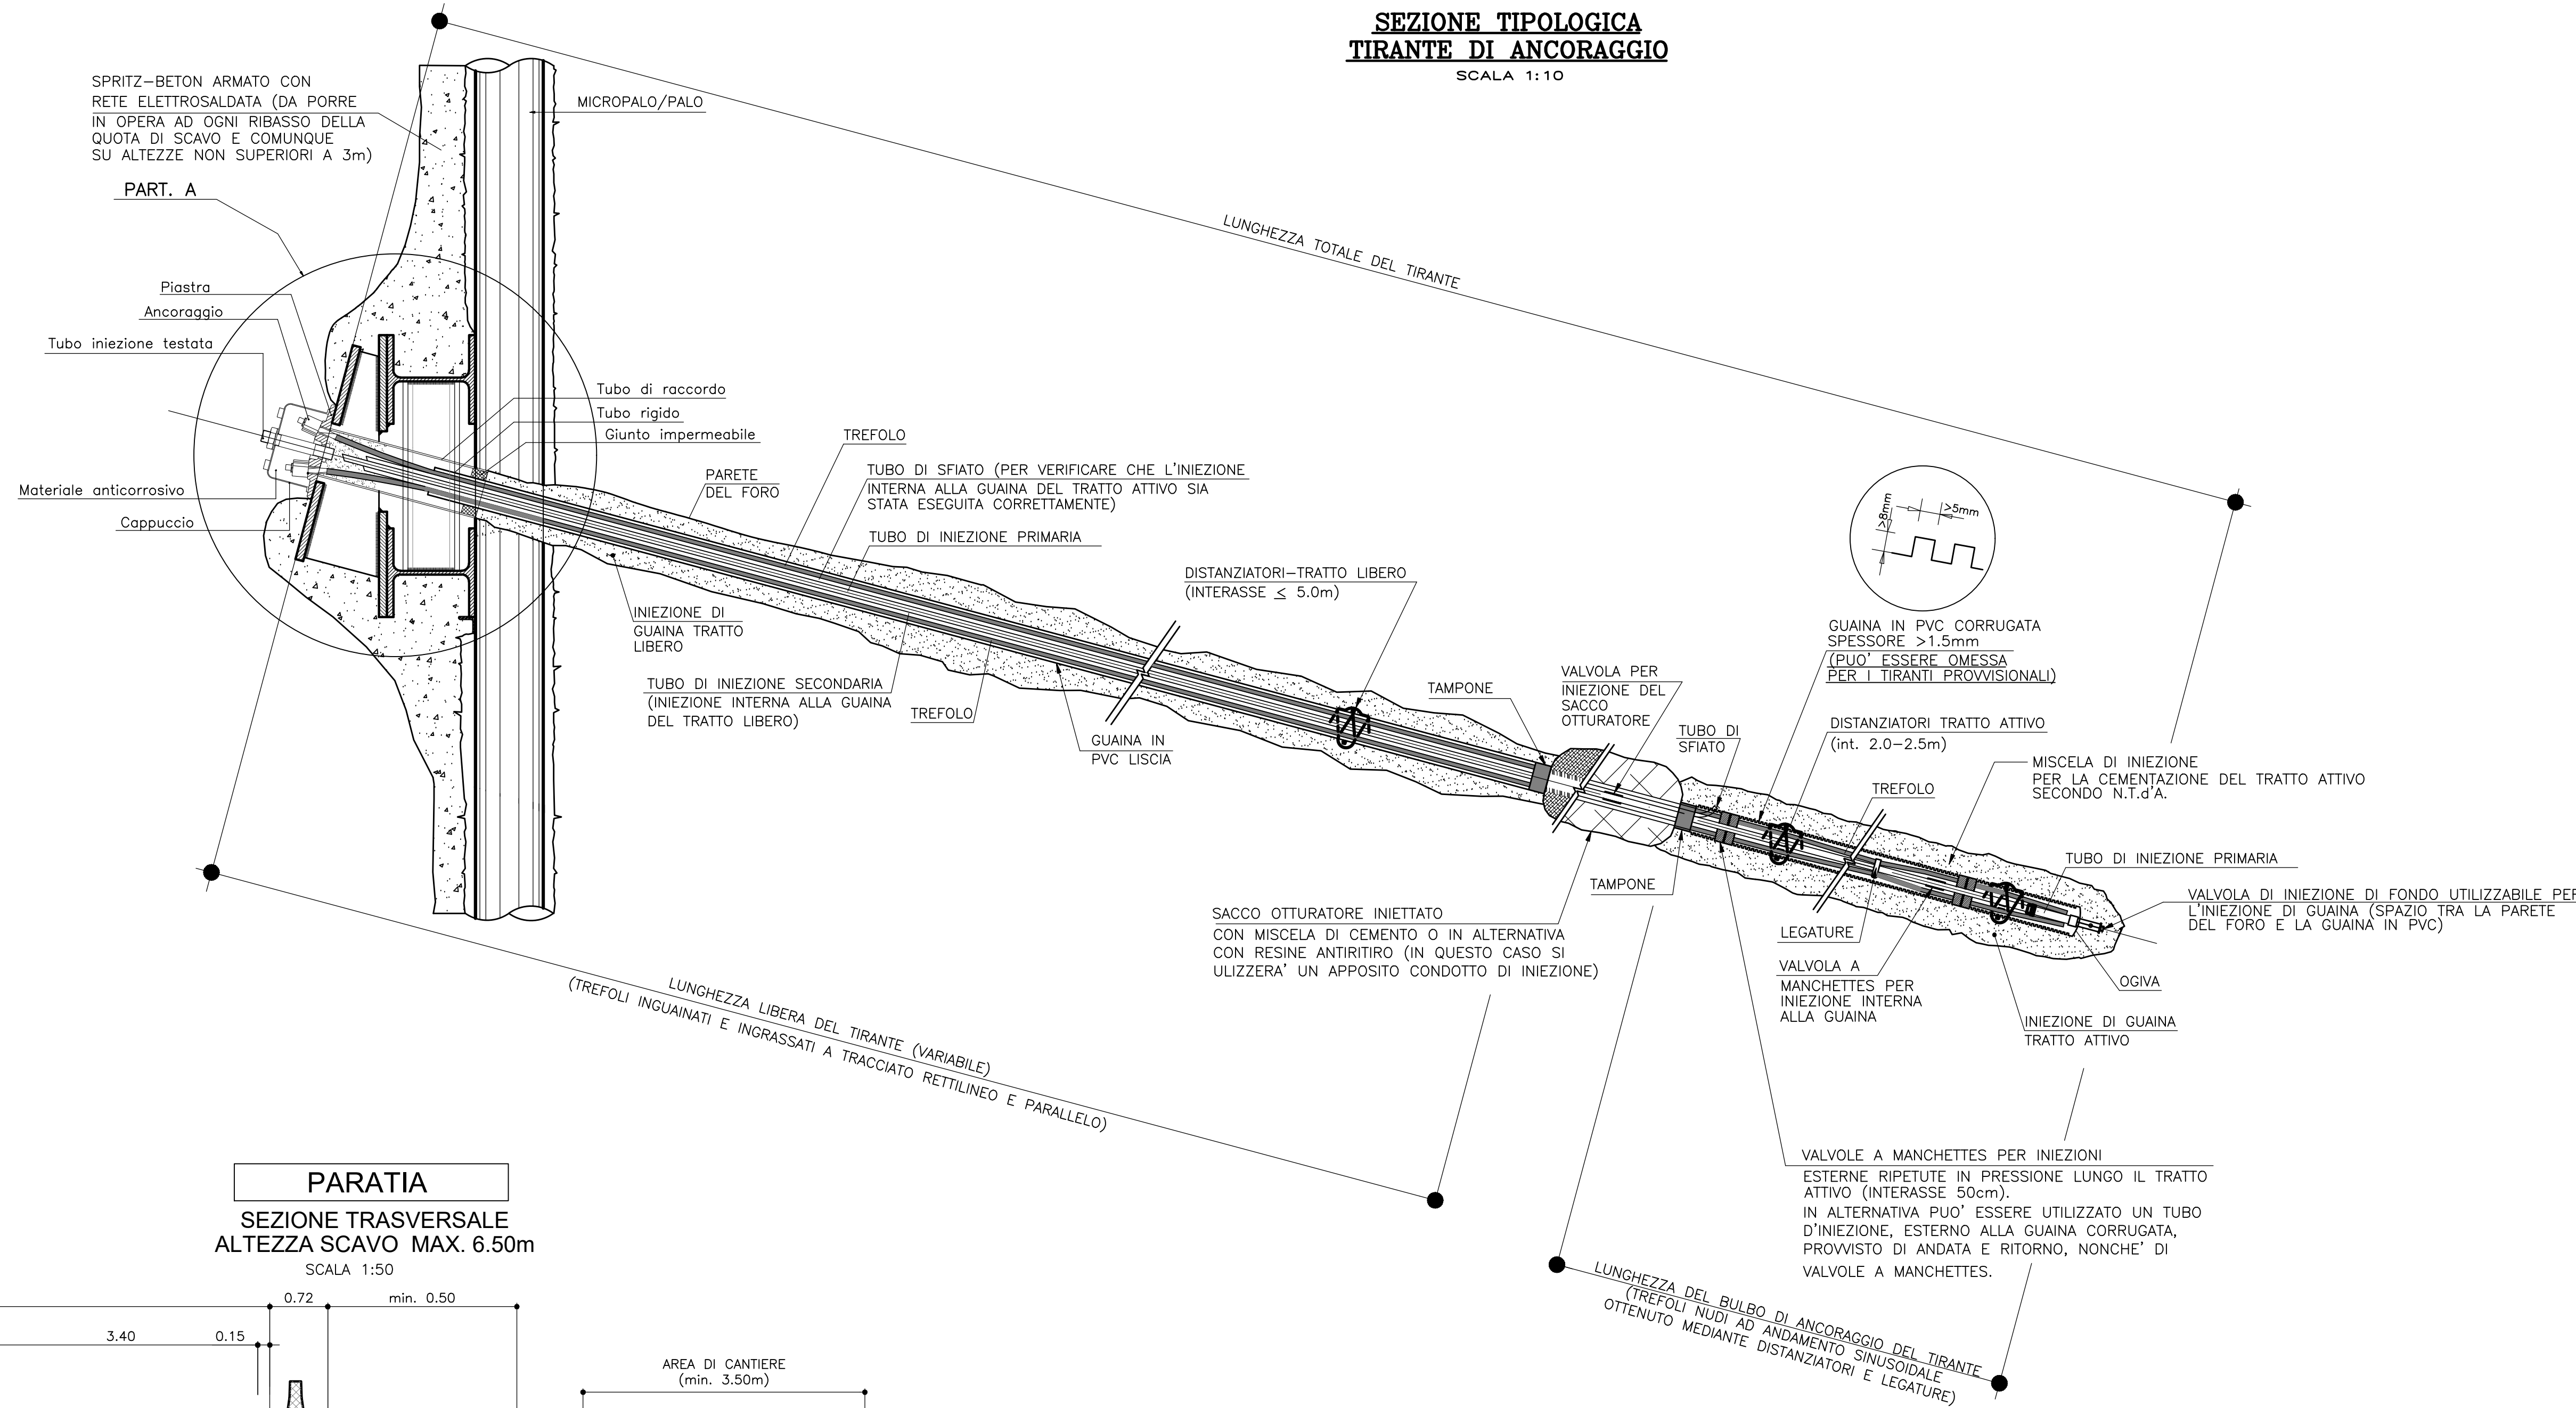 SEZIONE TIPOLOGICA
TIRANTE DI ANCORAGGIO
SCALA 1:10
SPRITZ-BETON ARMATO CON
RETE ELETTROSALDATA (DA PORRE
IN OPERA AD OGNI RIBASSO DELLA
QUOTA DI SCAVO E COMUNQUE
SU ALTEZZE NON SUPERIORI A 3m)
MICROPALO/PALO
PART. A
LUNGHEZZA TOTALE DEL TIRANTE
Piastra
Ancoraggio
Tubo iniezione testata
Materiale anticorrosivo
Cappuccio
Tubo di raccordo
Tubo rigido
Giunto impermeabile
PARETE
DEL FORO
TREFOLO
TUBO DI SFIATO (PER VERIFICARE CHE L'INIEZIONE
INTERNA ALLA GUAINA DEL TRATTO ATTIVO SIA
STATA ESEGUITA CORRETTAMENTE)
TUBO DI INIEZIONE PRIMARIA
DISTANZIATORI-TRATTO LIBERO
(INTERASSE ≤ 5.0m)
INIEZIONE DI
GUAINA TRATTO
LIBERO
TUBO DI INIEZIONE SECONDARIA
(INIEZIONE INTERNA ALLA GUAINA
DEL TRATTO LIBERO)
TREFOLO
GUAINA IN
PVC LISCIA
TAMPONE
VALVOLA PER
INIEZIONE DEL
SACCO
OTTURATORE
TUBO DI
SFIATO
>8mm
>5mm
GUAINA IN PVC CORRUGATA
SPESSORE >1.5mm
(PUO' ESSERE OMESSA
PER I TIRANTI PROVVISIONALI)
DISTANZIATORI TRATTO ATTIVO
(int. 2.0-2.5m)
TREFOLO
MISCELA DI INIEZIONE
PER LA CEMENTAZIONE DEL TRATTO ATTIVO
SECONDO N.T.d'A.
TUBO DI INIEZIONE PRIMARIA
VALVOLA DI INIEZIONE DI FONDO UTILIZZABILE PER
L'INIEZIONE DI GUAINA (SPAZIO TRA LA PARETE
DEL FORO E LA GUAINA IN PVC)
TAMPONE
SACCO OTTURATORE INIETTATO
CON MISCELA DI CEMENTO O IN ALTERNATIVA
CON RESINE ANTIRITIRO (IN QUESTO CASO SI
ULIZZERA' UN APPOSITO CONDOTTO DI INIEZIONE)
LEGATURE
VALVOLA A
MANCHETTES PER
INIEZIONE INTERNA
ALLA GUAINA
OGIVA
INIEZIONE DI GUAINA
TRATTO ATTIVO
LUNGHEZZA LIBERA DEL TIRANTE (VARIABILE)
(TREFOLI INGUAINATI E INGRASSATI A TRACCIATO RETTILINEO E PARALLELO)
VALVOLE A MANCHETTES PER INIEZIONI
ESTERNE RIPETUTE IN PRESSIONE LUNGO IL TRATTO
ATTIVO (INTERASSE 50cm).
IN ALTERNATIVA PUO' ESSERE UTILIZZATO UN TUBO
D'INIEZIONE, ESTERNO ALLA GUAINA CORRUGATA,
PROVVISTO DI ANDATA E RITORNO, NONCHE' DI
VALVOLE A MANCHETTES.
LUNGHEZZA DEL BULBO DI ANCORAGGIO DEL TIRANTE
(TREFOLI NUDI AD ANDAMENTO SINUSOIDALE
OTTENUTO MEDIANTE DISTANZIATORI E LEGATURE)
PARATIA
SEZIONE TRASVERSALE
ALTEZZA SCAVO MAX. 6.50m
SCALA 1:50
0.72
min. 0.50
3.40
0.15
AREA DI CANTIERE
(min. 3.50m)